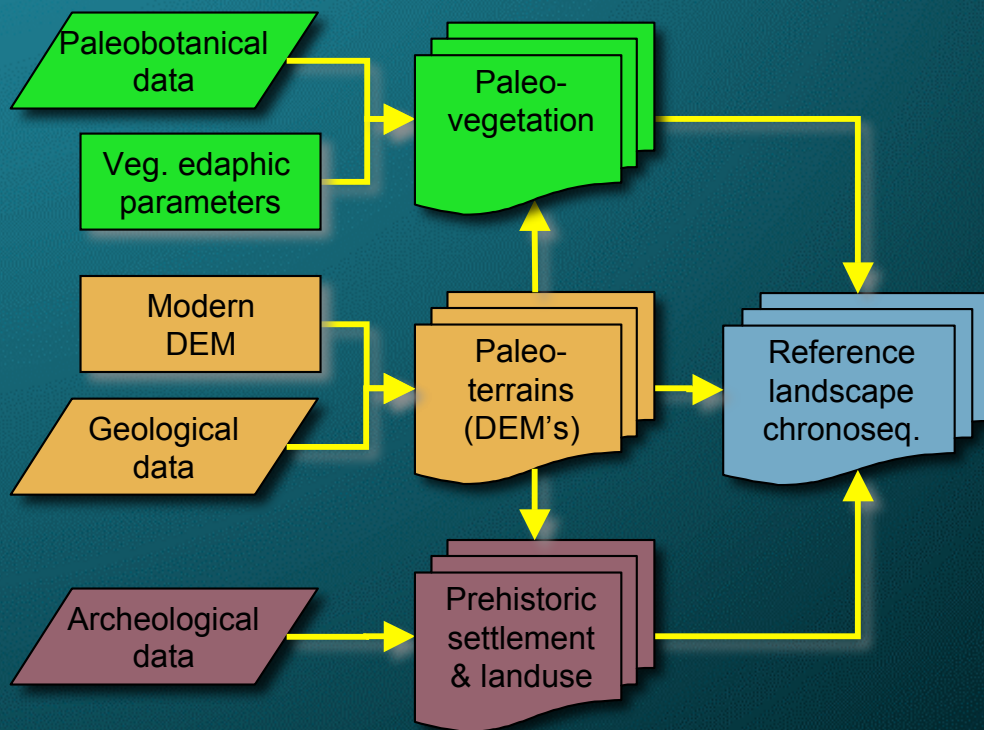 Paleobotanical
data
Veg. edaphic
parameters
Paleo-
vegetation
Modern
DEM
Geological
data
Paleo-
terrains
(DEM's)
Reference
landscape
chronoseq.
Archeological
data
Prehistoric
settlement
& landuse